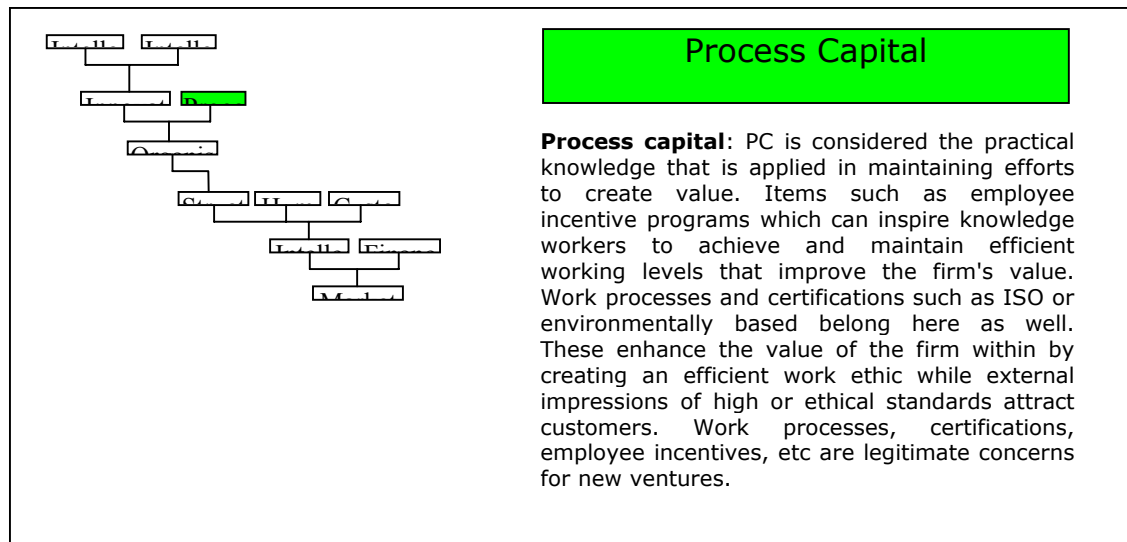 Process Capital
Process capital: PC is considered the practical
knowledge that is applied in maintaining efforts
to create value. Items such as employee
incentive programs which can inspire knowledge
workers to achieve and maintain efficient
working levels that improve the firm's value.
Work processes and certifications such as ISO or
environmentally based belong here as well.
These enhance the value of the firm within by
creating an efficient work ethic while external
impressions of high or ethical standards attract
customers. Work processes, certifications,
employee incentives, etc are legitimate concerns
for new ventures.